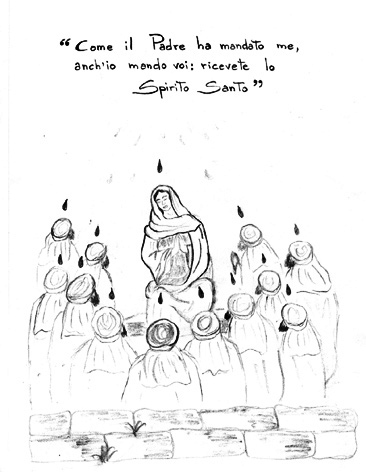 “Come il Padre ha mandato me,
anch'io mando voi: ricevete lo
Spirito Santo”